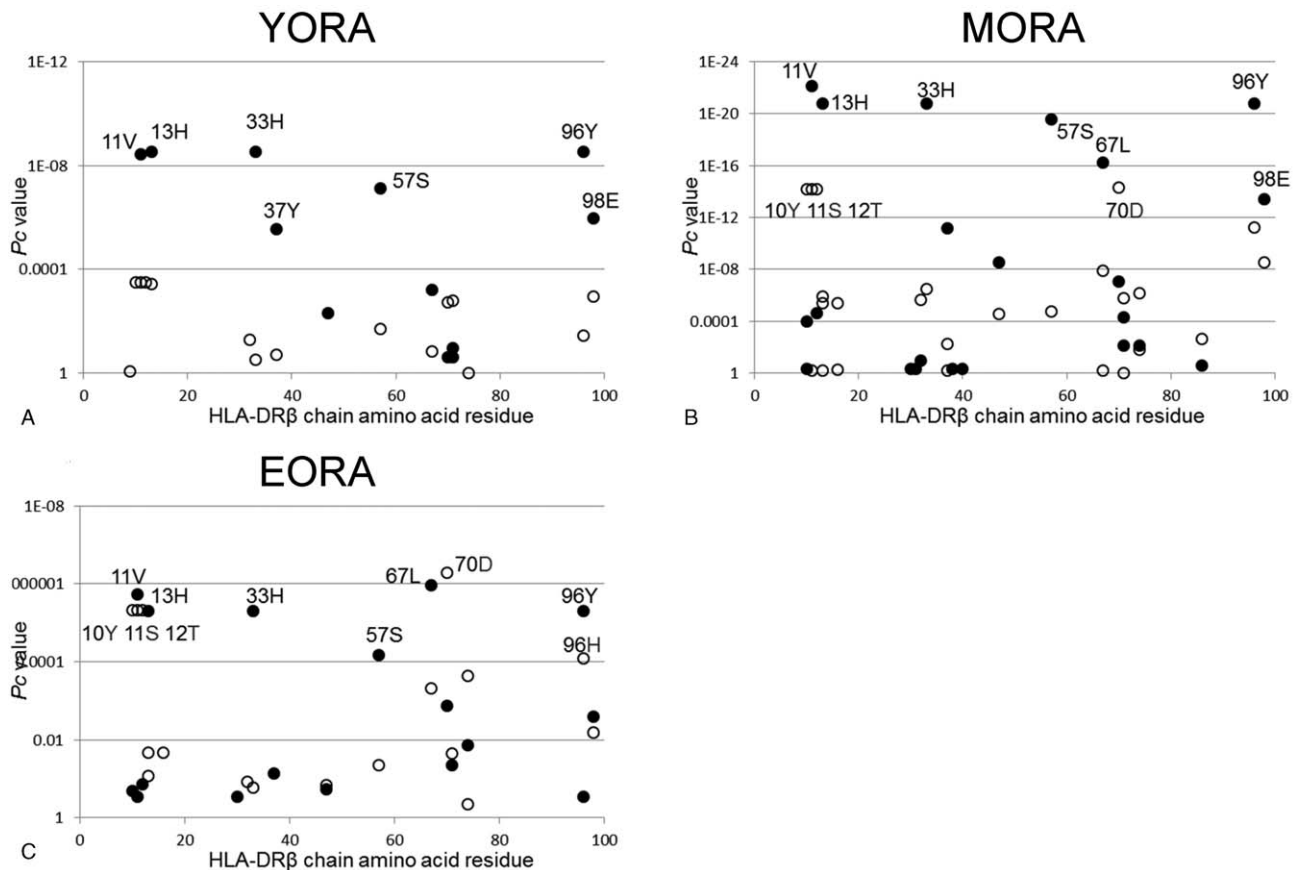 YORA
1E-12
11V 13H 33H 96Y
1E-08
57S
37Y 98E
Pc value
0.0001
1
0 20 40 60 80 100
A HLA-DRβ chain amino acid residue
MORA
1E-24
11V 13H 33H 96Y
1E-20
57S
67L
1E-16
98E
10Y 11S 12T 70D
1E-12
Pc value
1E-08
0.0001
1
0 20 40 60 80 100
B HLA-DRβ chain amino acid residue
EORA
1E-08
70D
67L
000001
11V 13H 33H 96Y
10Y 11S 12T 57S
96H
0.0001
Pc value
0.01
1
0 20 40 60 80 100
C HLA-DRβ chain amino acid residue